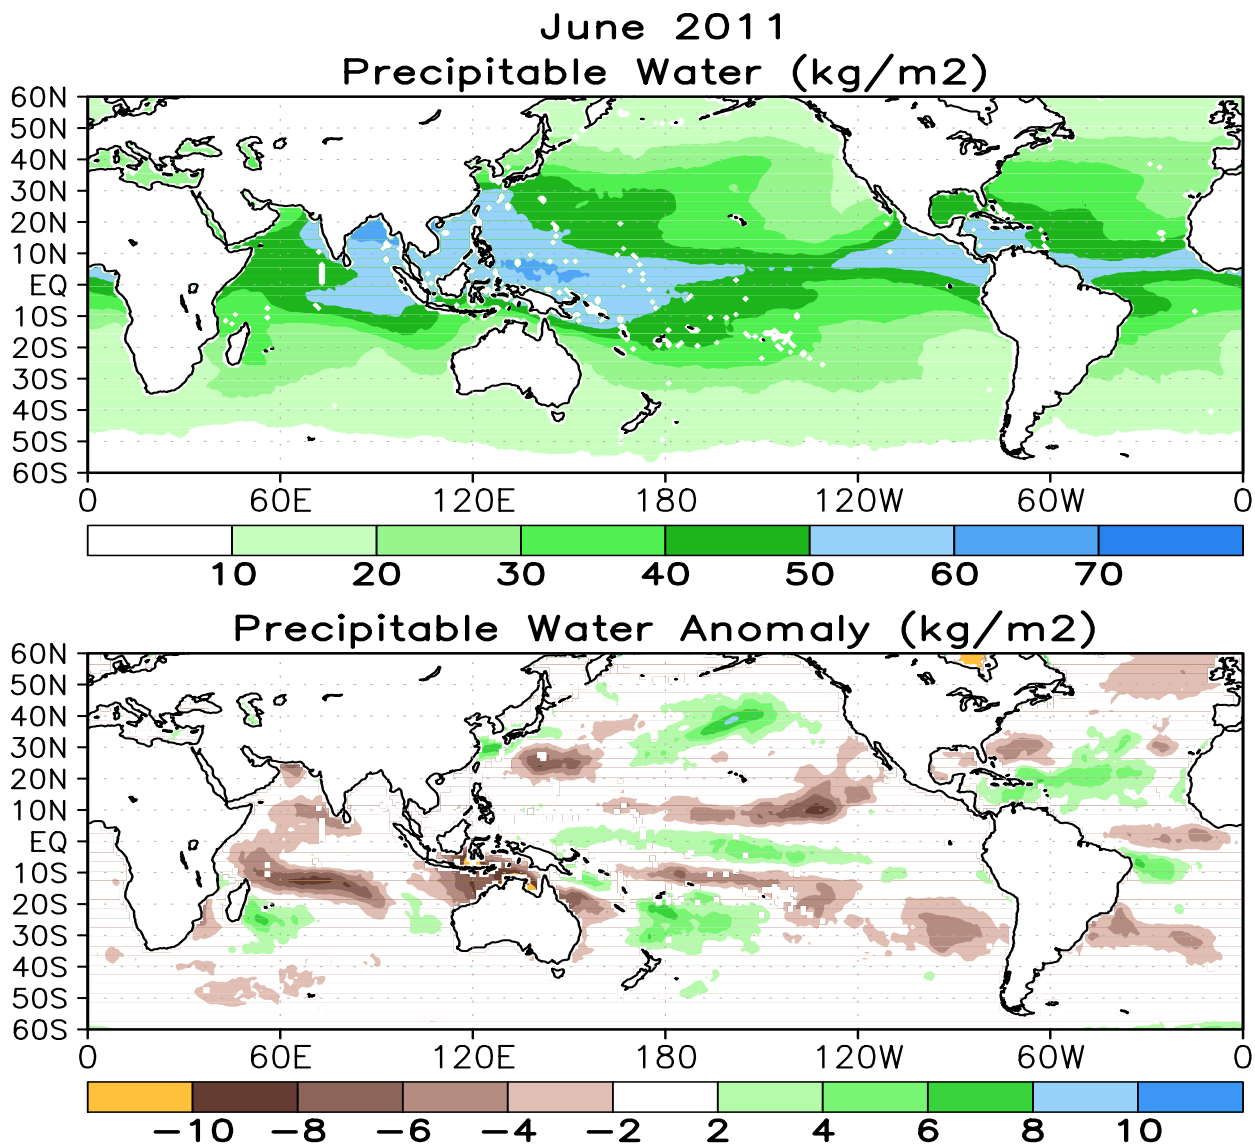 June 2011
Precipitable Water (kg/m2)
60N
50N
40N
30N
20N
10N
EQ
10S
20S
30S
40S
50S
60S
0 60E 120E 180 120W 60W 0
10 20 30 40 50 60 70
Precipitable Water Anomaly (kg/m2)
60N
50N
40N
30N
20N
10N
EQ
10S
20S
30S
40S
50S
60S
0 60E 120E 180 120W 60W 0
-10 -8 -6 -4 -2 2 4 6 8 10